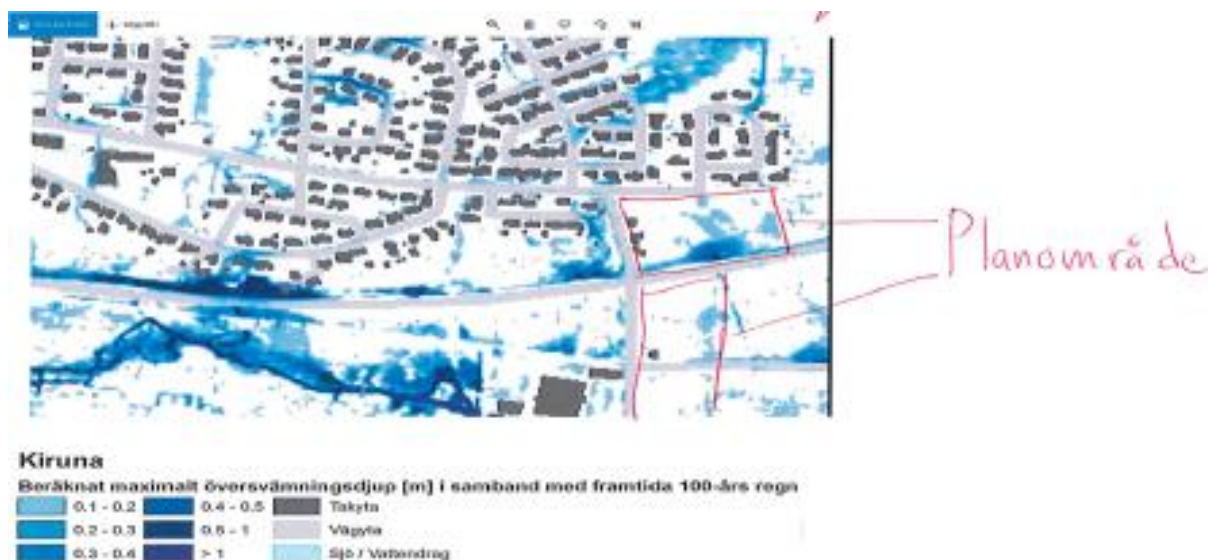 Planområde
Kiruna
Beräknat maximalt översvämningsdjup [m] i samband med framtida 100-års regn
0.1 - 0.2 0.4 - 0.5 Takyta
0.2 - 0.3 0.5 - 1 Vägyta
0.3 - 0.4 > 1 Sjö / Vattendrag